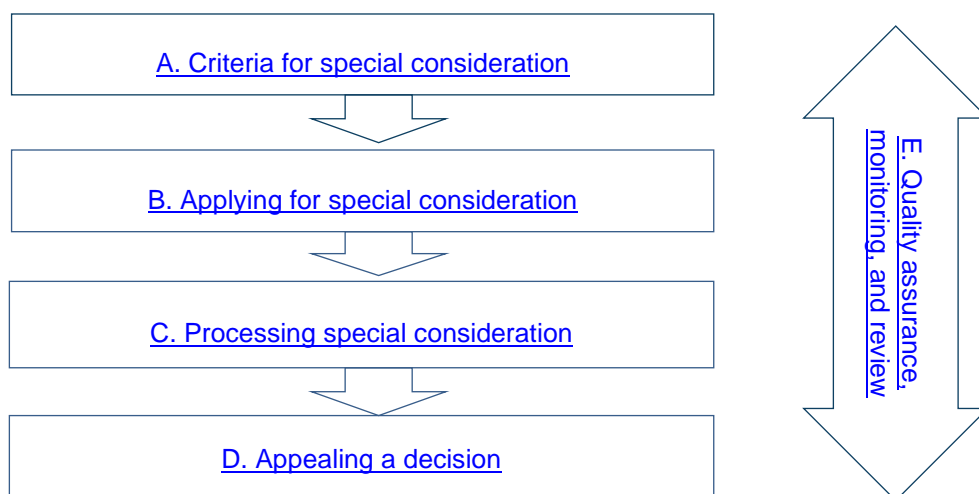 A. Criteria for special consideration
B. Applying for special consideration
C. Processing special consideration
D. Appealing a decision
E. Quality assurance,
monitoring, and review